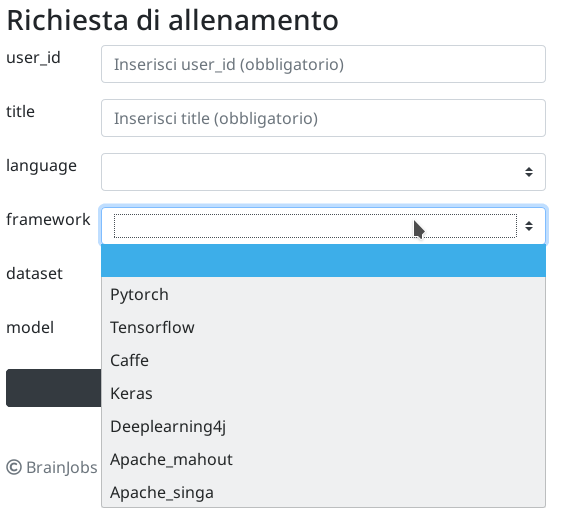 Richiesta di allenamento
user_id
Inserisci user_id (obbligatorio)
title
Inserisci title (obbligatorio)
language
framework
dataset
model
Pytorch
Tensorflow
Caffe
Keras
Deeplearning4j
Apache_mahout
Apache_singa
© BrainJobs